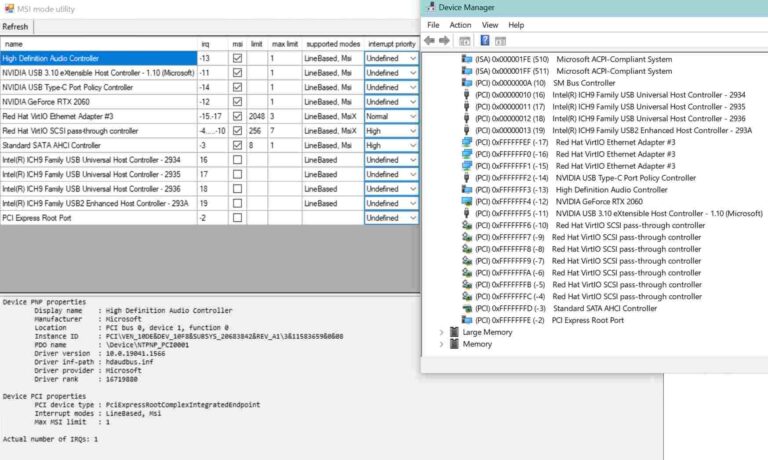 MSI mode utility
Refresh
name irq msi limit max limit supported modes interrupt priority
High Definition Audio Controller -13 1 LineBased, Msi Undefined
NVIDIA USB 3.10 eXtensible Host Controller - 1.10 (Microsoft) -11 1 LineBased, Msi Undefined
NVIDIA USB Type-C Port Policy Controller -14 1 LineBased, Msi Undefined
NVIDIA GeForce RTX 2060 -12 1 LineBased, Msi Undefined
Red Hat VirtIO Ethernet Adapter #3 -15.-17 2048 3 LineBased, MsiX Normal
Red Hat VirtIO SCSI pass-through controller -4....-10 256 7 LineBased, MsiX High
Standard SATA AHCI Controller -3 8 1 LineBased, Msi High
Intel(R) ICH9 Family USB Universal Host Controller - 2934 16 LineBased Undefined
Intel(R) ICH9 Family USB Universal Host Controller - 2935 17 LineBased Undefined
Intel(R) ICH9 Family USB Universal Host Controller - 2936 18 LineBased Undefined
Intel(R) ICH9 Family USB2 Enhanced Host Controller - 293A 19 LineBased Undefined
PCI Express Root Port -2 Undefined
Device PNP properties
Display name : High Definition Audio Controller
Manufacturer : Microsoft
Location : PCI bus 0, device 1, function 0
Instance ID : PCI\VEN_10DE&DEV_10F8&SUBSYS_20683842&REV_A1\3&11583659&0&08
PDO name : \Device\NTPNP_PCI0001
Driver version : 10.0.19041.1566
Driver inf-path : hdaudbus.inf
Driver provider : Microsoft
Driver rank : 16719880
Device PCI properties
PCI device type : PciExpressRootComplexIntegratedEndpoint
Interrupt modes : LineBased, Msi
Max MSI limit : 1
Actual number of IRQs: 1
Device Manager
File Action View Help
(ISA) 0x000001FE (510) Microsoft ACPI-Compliant System
(ISA) 0x000001FF (511) Microsoft ACPI-Compliant System
(PCI) 0x0000000A (10) SM Bus Controller
(PCI) 0x00000010 (16) Intel(R) ICH9 Family USB Universal Host Controller - 2934
(PCI) 0x00000011 (17) Intel(R) ICH9 Family USB Universal Host Controller - 2935
(PCI) 0x00000012 (18) Intel(R) ICH9 Family USB Universal Host Controller - 2936
(PCI) 0x00000013 (19) Intel(R) ICH9 Family USB2 Enhanced Host Controller - 293A
(PCI) 0xFFFFFFEF (-17) Red Hat VirtIO Ethernet Adapter #3
(PCI) 0xFFFFFFF0 (-16) Red Hat VirtIO Ethernet Adapter #3
(PCI) 0xFFFFFFF1 (-15) Red Hat VirtIO Ethernet Adapter #3
(PCI) 0xFFFFFFF2 (-14) NVIDIA USB Type-C Port Policy Controller
(PCI) 0xFFFFFFF3 (-13) High Definition Audio Controller
(PCI) 0xFFFFFFF4 (-12) NVIDIA GeForce RTX 2060
(PCI) 0xFFFFFFF5 (-11) NVIDIA USB 3.10 eXtensible Host Controller - 1.10 (Microsoft)
(PCI) 0xFFFFFFF6 (-10) Red Hat VirtIO SCSI pass-through controller
(PCI) 0xFFFFFFF7 (-9) Red Hat VirtIO SCSI pass-through controller
(PCI) 0xFFFFFFF8 (-8) Red Hat VirtIO SCSI pass-through controller
(PCI) 0xFFFFFFF9 (-7) Red Hat VirtIO SCSI pass-through controller
(PCI) 0xFFFFFFFA (-6) Red Hat VirtIO SCSI pass-through controller
(PCI) 0xFFFFFFFB (-5) Red Hat VirtIO SCSI pass-through controller
(PCI) 0xFFFFFFFC (-4) Red Hat VirtIO SCSI pass-through controller
(PCI) 0xFFFFFFFD (-3) Standard SATA AHCI Controller
(PCI) 0xFFFFFFFE (-2) PCI Express Root Port
Large Memory
Memory